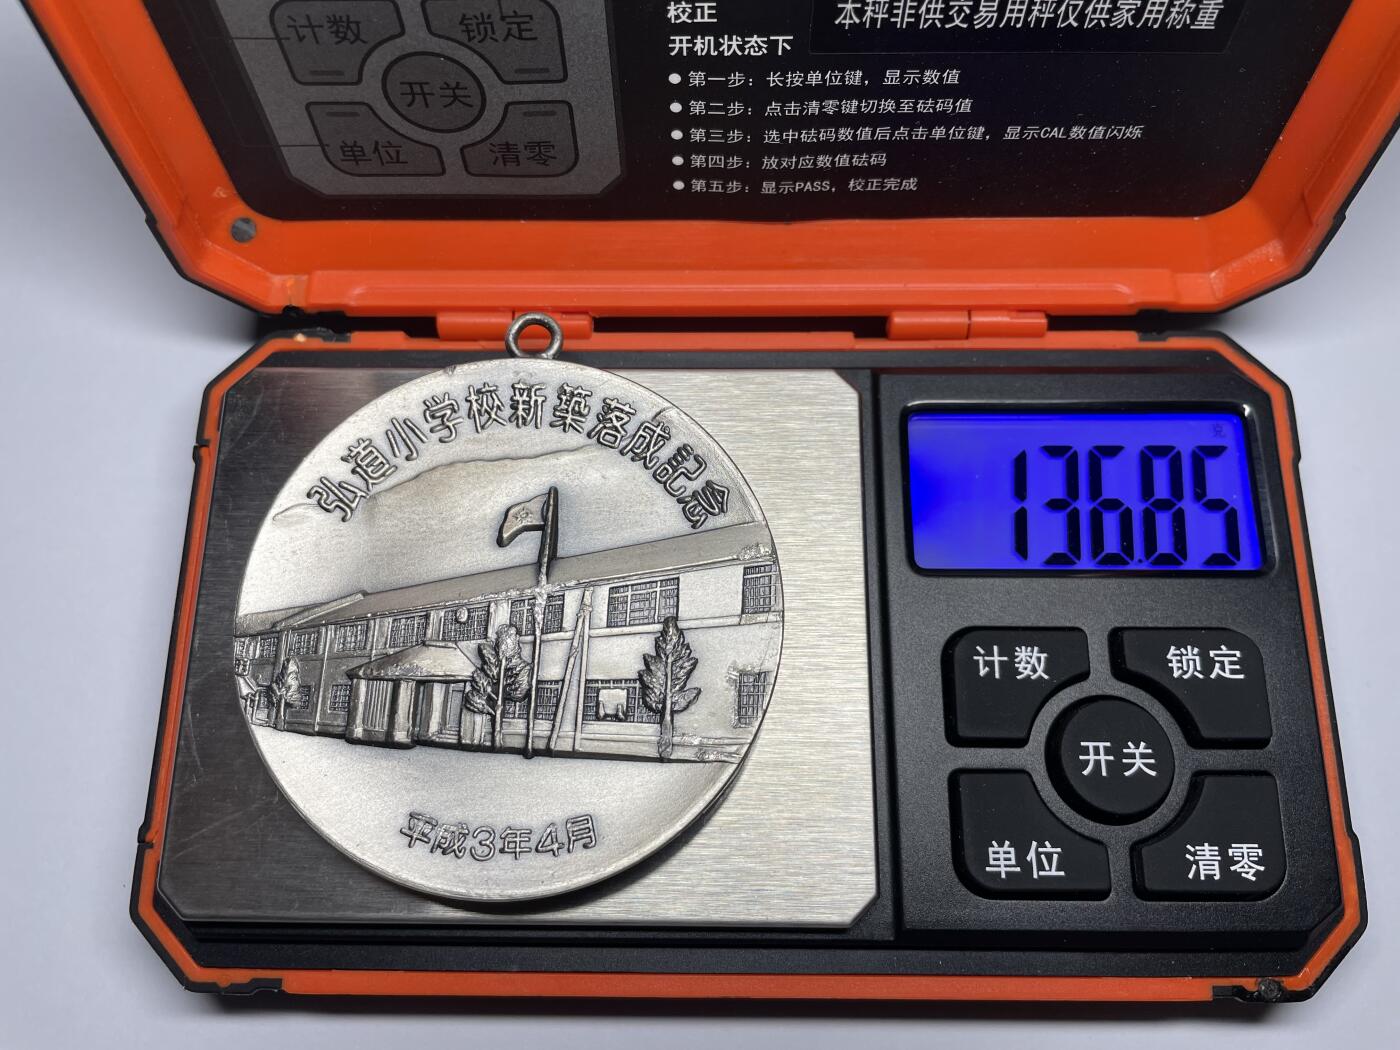 计数
锁定
开关
单位
清零
校正
开机状态下
本秤非供交易用秤仅供家用称重
● 第一步：长按单位键，显示数值
● 第二步：点击清零键切换至砝码值
● 第三步：选中砝码数值后点击单位键，显示CAL数值闪烁
● 第四步：放对应数值砝码
● 第五步：显示PASS，校正完成
弘道小学校新築落成記念
平成3年4月
克
136.85
计数
锁定
开关
单位
清零